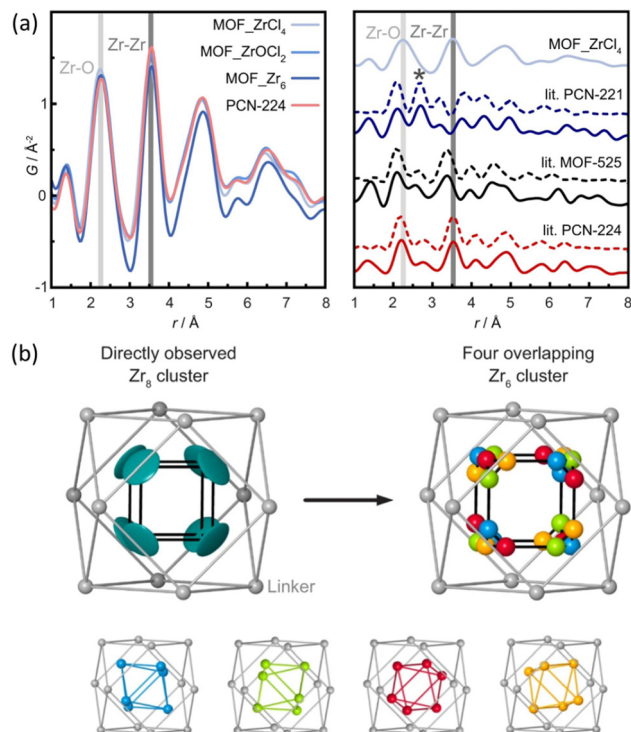 (a)
MOF_ZrCl4
MOF_ZrOCl2
MOF_Zr6
PCN-224
Zr-O
Zr-Zr
1
0
-1
G / Å-2
1 2 3 4 5 6 7 8
r / Å
Zr-O Zr-Zr
MOF_ZrCl4
*
lit. PCN-221
lit. MOF-525
lit. PCN-224
1 2 3 4 5 6 7 8
r / Å
(b)
Directly observed
Zr8 cluster
Four overlapping
Zr6 cluster
Linker